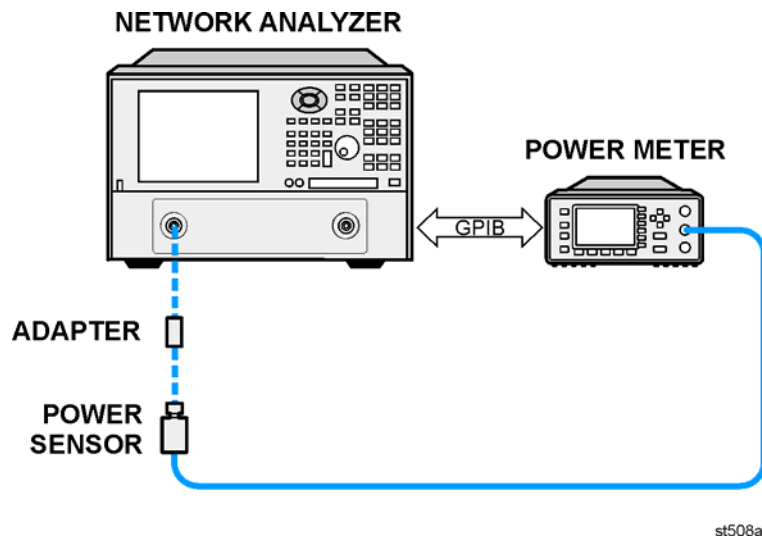 NETWORK ANALYZER
POWER METER
GPIB
ADAPTER
POWER
SENSOR
st508a